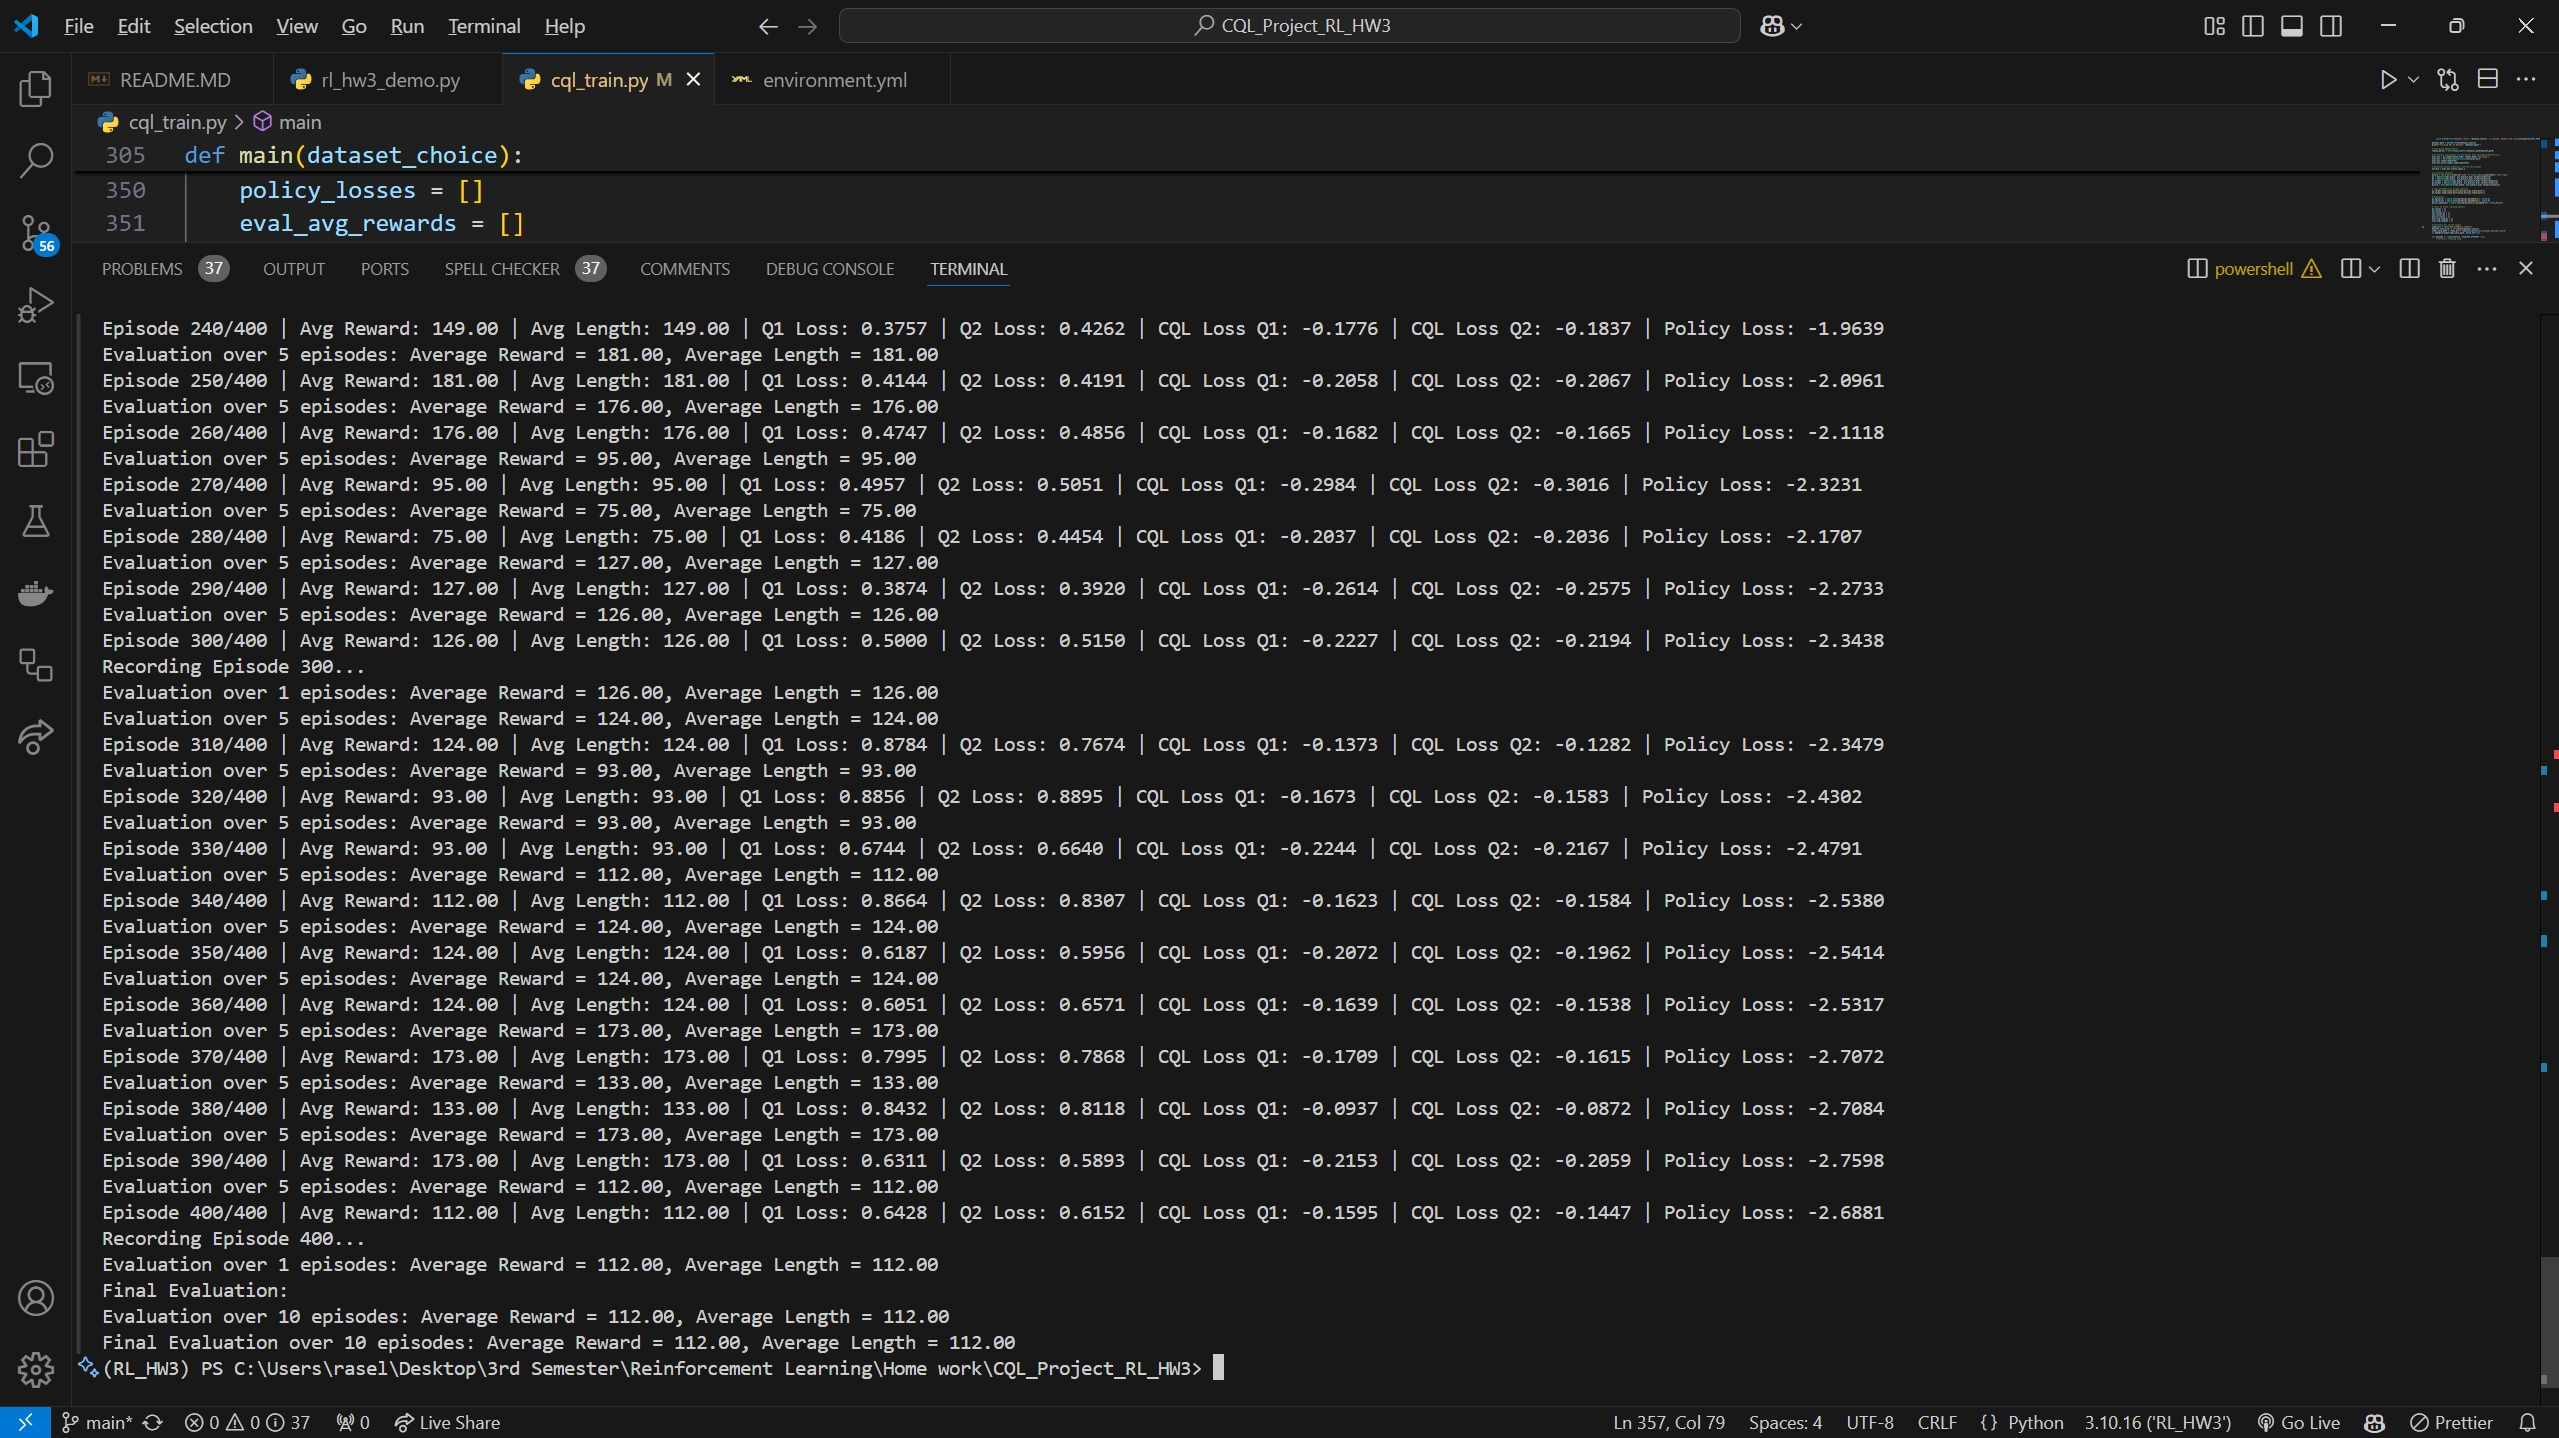 File Edit Selection View Go Run Terminal Help
CQL_Project_RL_HW3
README.MD
rl_hw3_demo.py
cql_train.py M
environment.yml
cql_train.py > main
305 def main(dataset_choice):
350 policy_losses = []
351 eval_avg_rewards = []
PROBLEMS 37 OUTPUT PORTS SPELL CHECKER 37 COMMENTS DEBUG CONSOLE TERMINAL
powershell
56
Episode 240/400 | Avg Reward: 149.00 | Avg Length: 149.00 | Q1 Loss: 0.3757 | Q2 Loss: 0.4262 | CQL Loss Q1: -0.1776 | CQL Loss Q2: -0.1837 | Policy Loss: -1.9639
Evaluation over 5 episodes: Average Reward = 181.00, Average Length = 181.00
Episode 250/400 | Avg Reward: 181.00 | Avg Length: 181.00 | Q1 Loss: 0.4144 | Q2 Loss: 0.4191 | CQL Loss Q1: -0.2058 | CQL Loss Q2: -0.2067 | Policy Loss: -2.0961
Evaluation over 5 episodes: Average Reward = 176.00, Average Length = 176.00
Episode 260/400 | Avg Reward: 176.00 | Avg Length: 176.00 | Q1 Loss: 0.4747 | Q2 Loss: 0.4856 | CQL Loss Q1: -0.1682 | CQL Loss Q2: -0.1665 | Policy Loss: -2.1118
Evaluation over 5 episodes: Average Reward = 95.00, Average Length = 95.00
Episode 270/400 | Avg Reward: 95.00 | Avg Length: 95.00 | Q1 Loss: 0.4957 | Q2 Loss: 0.5051 | CQL Loss Q1: -0.2984 | CQL Loss Q2: -0.3016 | Policy Loss: -2.3231
Evaluation over 5 episodes: Average Reward = 75.00, Average Length = 75.00
Episode 280/400 | Avg Reward: 75.00 | Avg Length: 75.00 | Q1 Loss: 0.4186 | Q2 Loss: 0.4454 | CQL Loss Q1: -0.2037 | CQL Loss Q2: -0.2036 | Policy Loss: -2.1707
Evaluation over 5 episodes: Average Reward = 127.00, Average Length = 127.00
Episode 290/400 | Avg Reward: 127.00 | Avg Length: 127.00 | Q1 Loss: 0.3874 | Q2 Loss: 0.3920 | CQL Loss Q1: -0.2614 | CQL Loss Q2: -0.2575 | Policy Loss: -2.2733
Evaluation over 5 episodes: Average Reward = 126.00, Average Length = 126.00
Episode 300/400 | Avg Reward: 126.00 | Avg Length: 126.00 | Q1 Loss: 0.5000 | Q2 Loss: 0.5150 | CQL Loss Q1: -0.2227 | CQL Loss Q2: -0.2194 | Policy Loss: -2.3438
Recording Episode 300...
Evaluation over 1 episodes: Average Reward = 126.00, Average Length = 126.00
Evaluation over 5 episodes: Average Reward = 124.00, Average Length = 124.00
Episode 310/400 | Avg Reward: 124.00 | Avg Length: 124.00 | Q1 Loss: 0.8784 | Q2 Loss: 0.7674 | CQL Loss Q1: -0.1373 | CQL Loss Q2: -0.1282 | Policy Loss: -2.3479
Evaluation over 5 episodes: Average Reward = 93.00, Average Length = 93.00
Episode 320/400 | Avg Reward: 93.00 | Avg Length: 93.00 | Q1 Loss: 0.8856 | Q2 Loss: 0.8895 | CQL Loss Q1: -0.1673 | CQL Loss Q2: -0.1583 | Policy Loss: -2.4302
Evaluation over 5 episodes: Average Reward = 93.00, Average Length = 93.00
Episode 330/400 | Avg Reward: 93.00 | Avg Length: 93.00 | Q1 Loss: 0.6744 | Q2 Loss: 0.6640 | CQL Loss Q1: -0.2244 | CQL Loss Q2: -0.2167 | Policy Loss: -2.4791
Evaluation over 5 episodes: Average Reward = 112.00, Average Length = 112.00
Episode 340/400 | Avg Reward: 112.00 | Avg Length: 112.00 | Q1 Loss: 0.8664 | Q2 Loss: 0.8307 | CQL Loss Q1: -0.1623 | CQL Loss Q2: -0.1584 | Policy Loss: -2.5380
Evaluation over 5 episodes: Average Reward = 124.00, Average Length = 124.00
Episode 350/400 | Avg Reward: 124.00 | Avg Length: 124.00 | Q1 Loss: 0.6187 | Q2 Loss: 0.5956 | CQL Loss Q1: -0.2072 | CQL Loss Q2: -0.1962 | Policy Loss: -2.5414
Evaluation over 5 episodes: Average Reward = 124.00, Average Length = 124.00
Episode 360/400 | Avg Reward: 124.00 | Avg Length: 124.00 | Q1 Loss: 0.6051 | Q2 Loss: 0.6571 | CQL Loss Q1: -0.1639 | CQL Loss Q2: -0.1538 | Policy Loss: -2.5317
Evaluation over 5 episodes: Average Reward = 173.00, Average Length = 173.00
Episode 370/400 | Avg Reward: 173.00 | Avg Length: 173.00 | Q1 Loss: 0.7995 | Q2 Loss: 0.7868 | CQL Loss Q1: -0.1709 | CQL Loss Q2: -0.1615 | Policy Loss: -2.7072
Evaluation over 5 episodes: Average Reward = 133.00, Average Length = 133.00
Episode 380/400 | Avg Reward: 133.00 | Avg Length: 133.00 | Q1 Loss: 0.8432 | Q2 Loss: 0.8118 | CQL Loss Q1: -0.0937 | CQL Loss Q2: -0.0872 | Policy Loss: -2.7084
Evaluation over 5 episodes: Average Reward = 173.00, Average Length = 173.00
Episode 390/400 | Avg Reward: 173.00 | Avg Length: 173.00 | Q1 Loss: 0.6311 | Q2 Loss: 0.5893 | CQL Loss Q1: -0.2153 | CQL Loss Q2: -0.2059 | Policy Loss: -2.7598
Evaluation over 5 episodes: Average Reward = 112.00, Average Length = 112.00
Episode 400/400 | Avg Reward: 112.00 | Avg Length: 112.00 | Q1 Loss: 0.6428 | Q2 Loss: 0.6152 | CQL Loss Q1: -0.1595 | CQL Loss Q2: -0.1447 | Policy Loss: -2.6881
Recording Episode 400...
Evaluation over 1 episodes: Average Reward = 112.00, Average Length = 112.00
Final Evaluation:
Evaluation over 10 episodes: Average Reward = 112.00, Average Length = 112.00
Final Evaluation over 10 episodes: Average Reward = 112.00, Average Length = 112.00
(RL_HW3) PS C:\Users\rasel\Desktop\3rd Semester\Reinforcement Learning\Home work\CQL_Project_RL_HW3>
main* 0 0 37 0 Live Share Ln 357, Col 79 Spaces: 4 UTF-8 CRLF {} Python 3.10.16 ('RL_HW3') Go Live Prettier